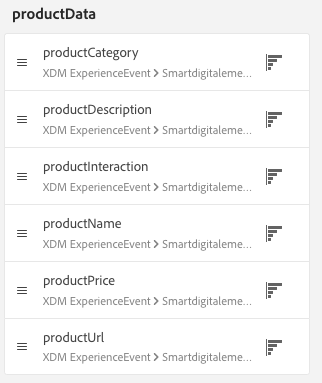 productData
productCategory
XDM ExperienceEvent > Smartdigitaleme...
productDescription
XDM ExperienceEvent > Smartdigitaleme...
productInteraction
XDM ExperienceEvent > Smartdigitaleme...
productName
XDM ExperienceEvent > Smartdigitaleme...
productPrice
XDM ExperienceEvent > Smartdigitaleme...
productUrl
XDM ExperienceEvent > Smartdigitaleme...